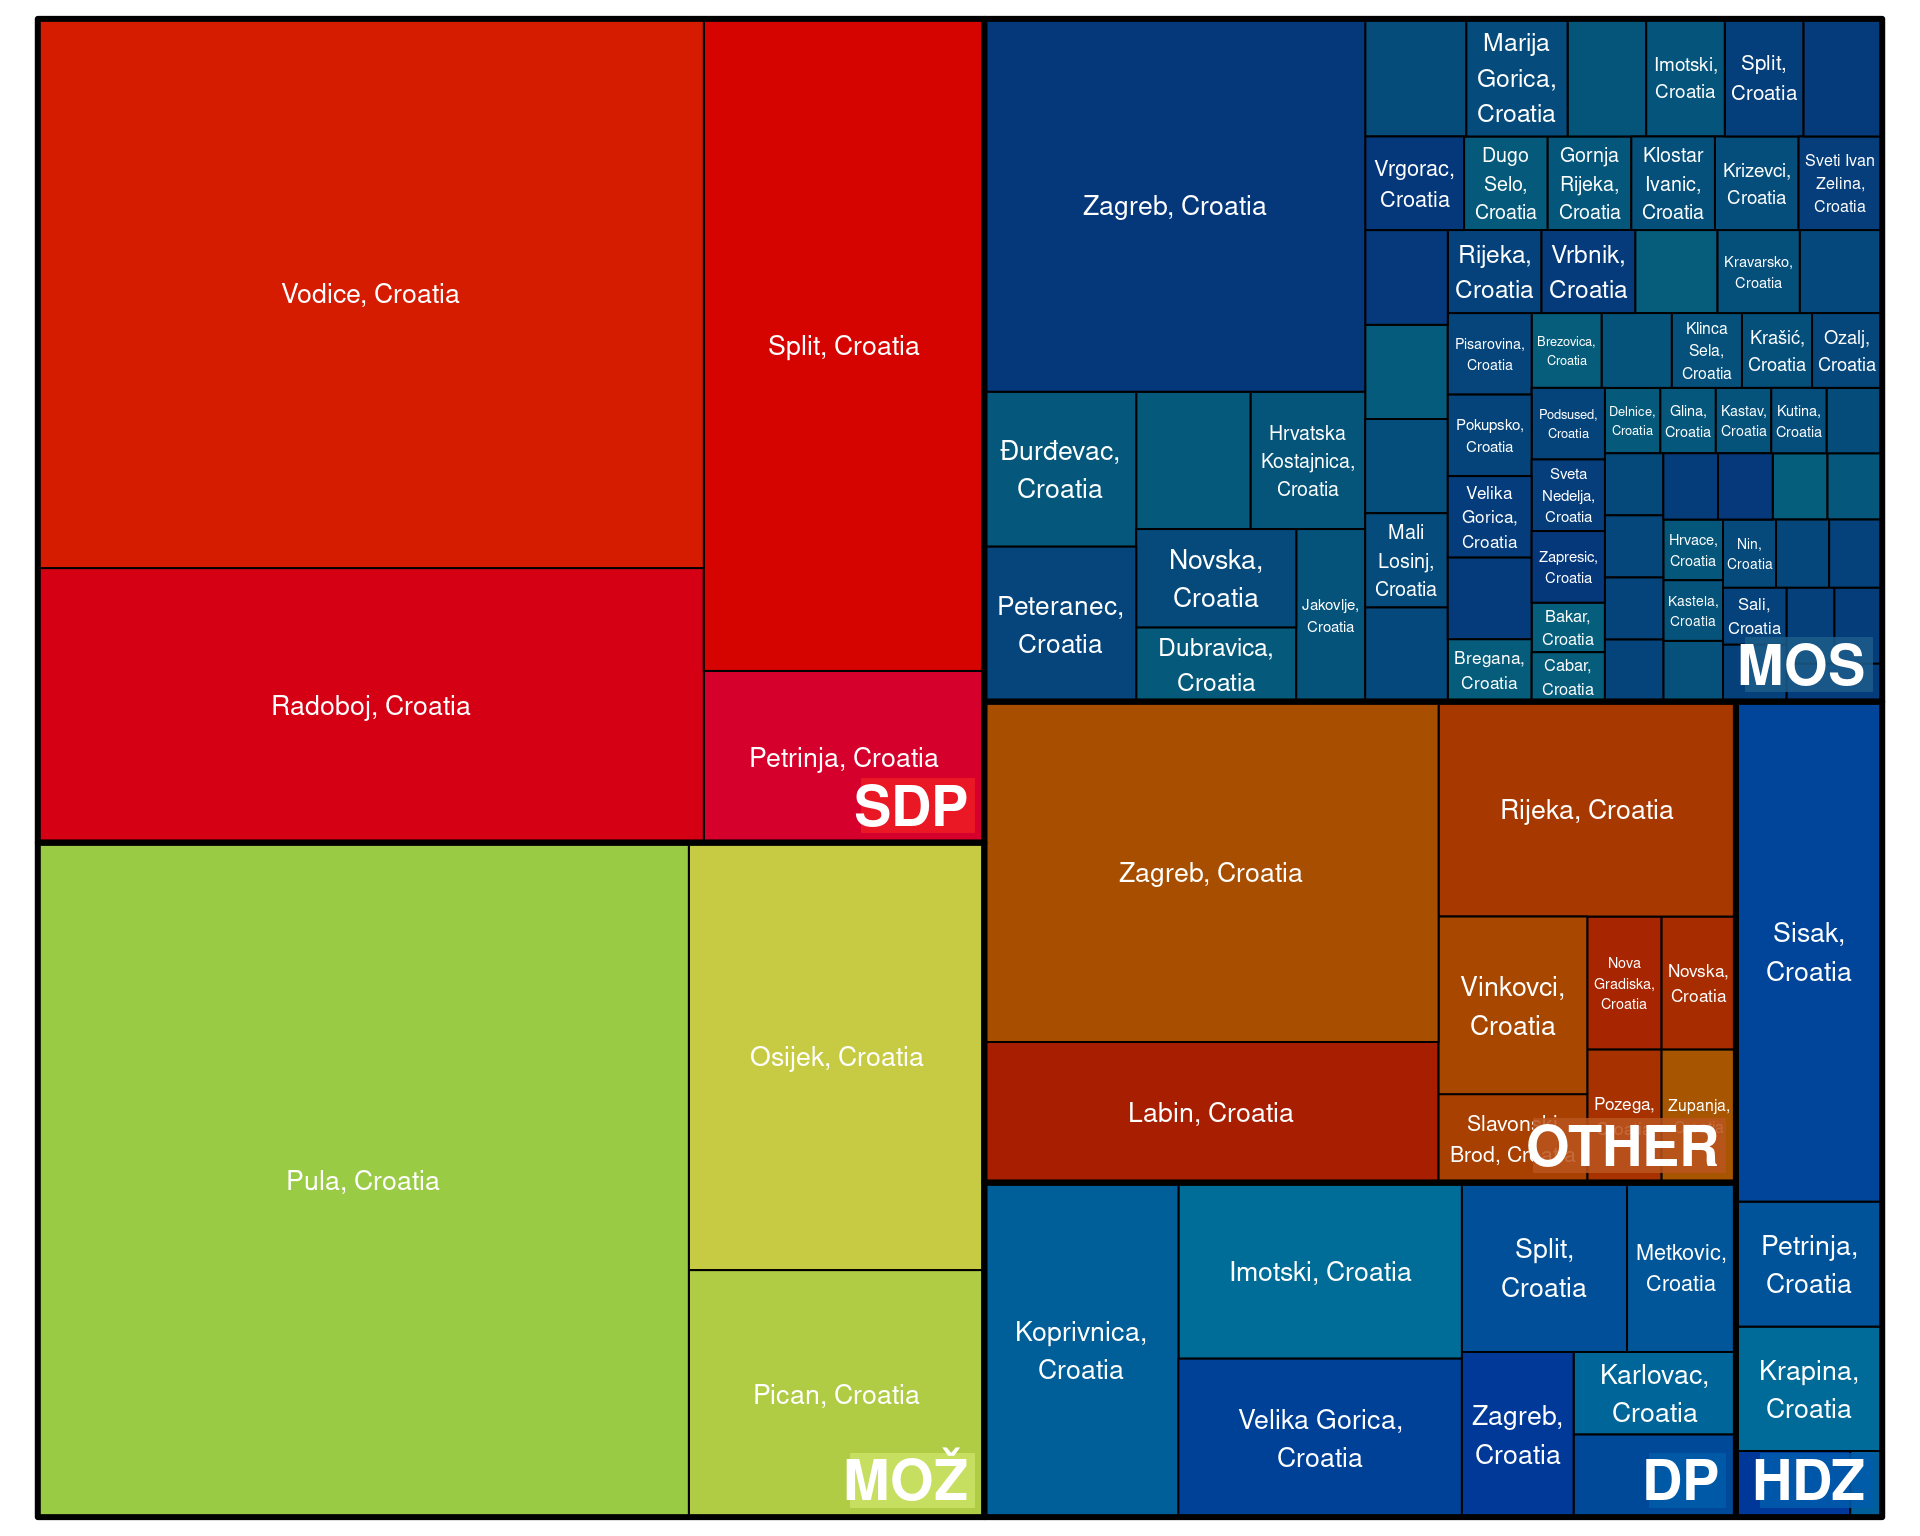 Vodice, Croatia
Split, Croatia
Radoboj, Croatia
Petrinja, Croatia
SDP
Pula, Croatia
Osijek, Croatia
Pican, Croatia
MOŽ
Zagreb, Croatia
Đurđevac,
Croatia
Peteranec,
Croatia
Hrvatska
Kostajnica,
Croatia
Novska,
Croatia
Dubravica,
Croatia
Jakovlje,
Croatia
Marija
Gorica,
Croatia
Imotski,
Croatia
Split,
Croatia
Vrgorac,
Croatia
Dugo
Selo,
Croatia
Gornja
Rijeka,
Croatia
Klostar
Ivanic,
Croatia
Krizevci,
Croatia
Sveti Ivan
Zelina,
Croatia
Mali
Losinj,
Croatia
Rijeka,
Croatia
Vrbnik,
Croatia
Kravarsko,
Croatia
Pisarovina,
Croatia
Pokupsko,
Croatia
Velika
Gorica,
Croatia
Bregana,
Croatia
Brezovica,
Croatia
Klinca
Sela,
Croatia
Krašić,
Croatia
Ozalj,
Croatia
Podsused,
Croatia
Sveta
Nedelja,
Croatia
Zapresic,
Croatia
Bakar,
Croatia
Cabar,
Croatia
Delnice,
Croatia
Glina,
Croatia
Kastav,
Croatia
Kutina,
Croatia
Hrvace,
Croatia
Kastela,
Croatia
Nin,
Croatia
Sali,
Croatia
MOS
Zagreb, Croatia
Labin, Croatia
Rijeka, Croatia
Vinkovci,
Croatia
Slavonski
Brod, Croatia
Nova
Gradiska,
Croatia
Novska,
Croatia
Pozega,
Zupanja,
OTHER
Koprivnica,
Croatia
Imotski, Croatia
Velika Gorica,
Croatia
Split,
Croatia
Metkovic,
Croatia
Zagreb,
Croatia
Karlovac,
Croatia
DP
Sisak,
Croatia
Petrinja,
Croatia
Krapina,
Croatia
HDZ